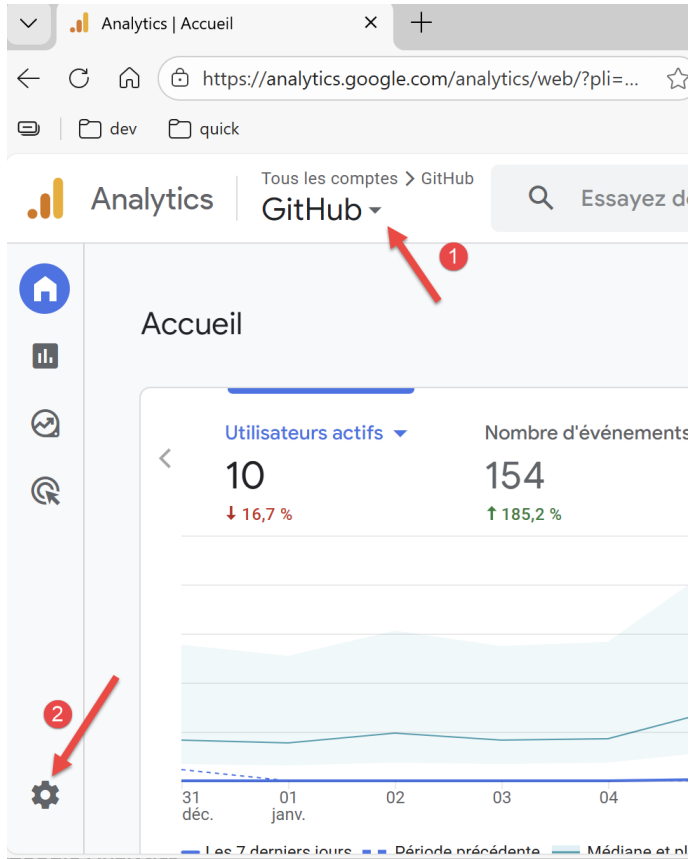 Analytics | Accueil
https://analytics.google.com/analytics/web/?pli=...
dev
quick
Analytics
Tous les comptes > GitHub
GitHub
Essayez d
1
Accueil
Utilisateurs actifs
Nombre d'événements
10
154
↓ 16,7 %
↑ 185,2 %
2
31 déc.
01 janv.
02
03
04
Les 7 derniers jours
Période précédente
Médiane et pl